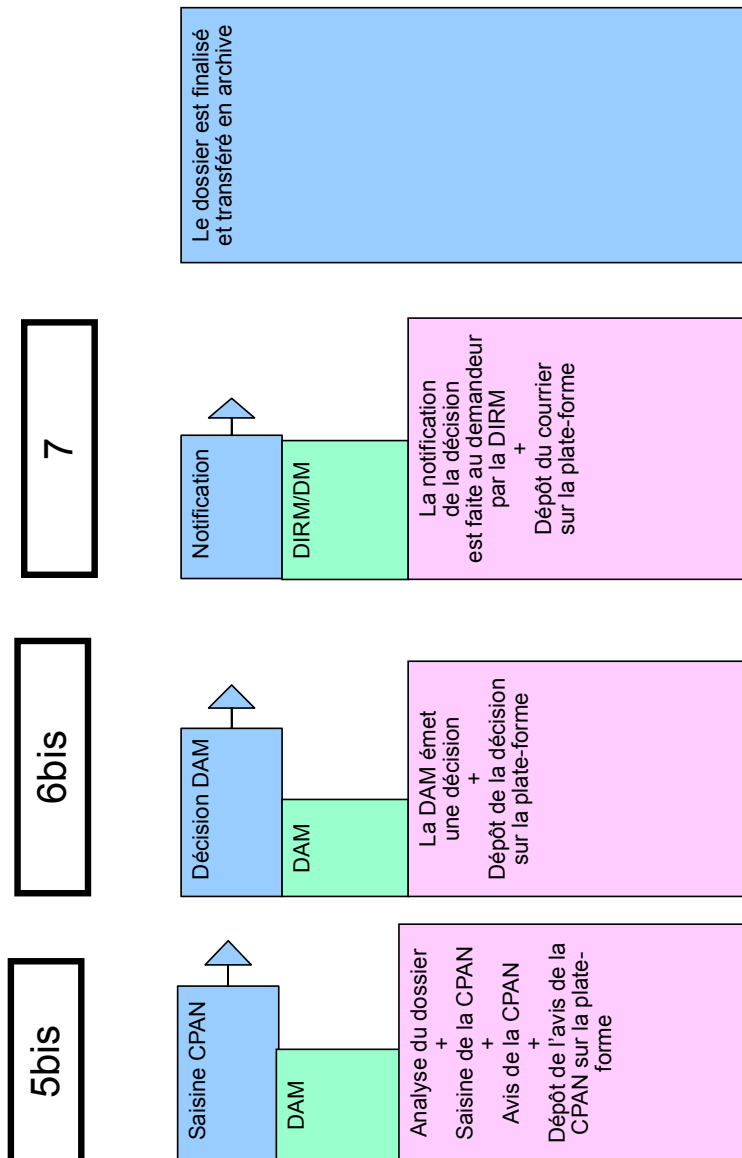 5bis
Saisine CPAN
DAM
Analyse du dossier
+
Saisine de la CPAN
+
Avis de la CPAN
+
Dépôt de l'avis de la
CPAN sur la plate-
forme
6bis
Décision DAM
DAM
La DAM émet
une décision
+
Dépôt de la décision
sur la plate-forme
7
Notification
DIRM/DM
La notification
de la décision
est faite au demandeur
par la DIRM
+
Dépôt du courrier
sur la plate-forme
Le dossier est finalisé
et transféré en archive